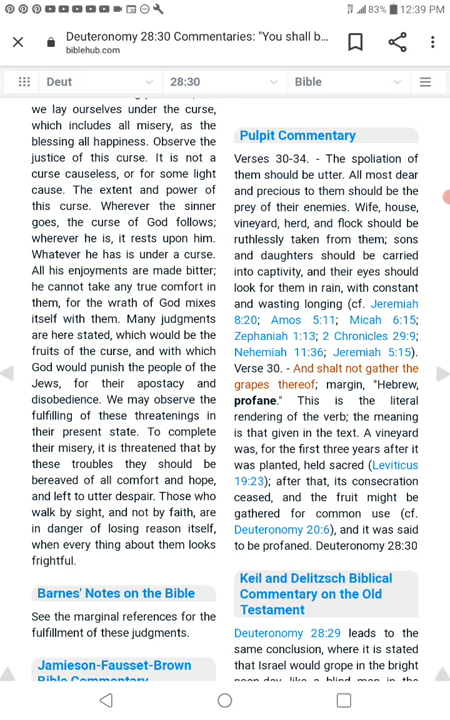 83% 12:39 PM
Deuteronomy 28:30 Commentaries: "You shall b...
biblehub.com
Deut 28:30 Bible
we lay ourselves under the curse,
which includes all misery, as the
blessing all happiness. Observe the
justice of this curse. It is not a
curse causeless, or for some light
cause. The extent and power of
this curse. Wherever the sinner
goes, the curse of God follows;
wherever he is, it rests upon him.
Whatever he has is under a curse.
All his enjoyments are made bitter;
he cannot take any true comfort in
them, for the wrath of God mixes
itself with them. Many judgments
are here stated, which would be the
fruits of the curse, and with which
God would punish the people of the
Jews, for their apostacy and
disobedience. We may observe the
fulfilling of these threatenings in
their present state. To complete
their misery, it is threatened that by
these troubles they should be
bereaved of all comfort and hope,
and left to utter despair. Those who
walk by sight, and not by faith, are
in danger of losing reason itself,
when every thing about them looks
frightful.
Barnes' Notes on the Bible
See the marginal references for the
fulfillment of these judgments.
Jamieson-Fausset-Brown
Bible Commentary
Pulpit Commentary
Verses 30-34. - The spoliation of
them should be utter. All most dear
and precious to them should be the
prey of their enemies. Wife, house,
vineyard, herd, and flock should be
ruthlessly taken from them; sons
and daughters should be carried
into captivity, and their eyes should
look for them in rain, with constant
and wasting longing (cf. Jeremiah
8:20; Amos 5:11; Micah 6:15;
Zephaniah 1:13; 2 Chronicles 29:9;
Nehemiah 11:36; Jeremiah 5:15).
Verse 30. - And shalt not gather the
grapes thereof; margin, "Hebrew,
profane." This is the literal
rendering of the verb; the meaning
is that given in the text. A vineyard
was, for the first three years after it
was planted, held sacred (Leviticus
19:23); after that, its consecration
ceased, and the fruit might be
gathered for common use (cf.
Deuteronomy 20:6), and it was said
to be profaned. Deuteronomy 28:30
Keil and Delitzsch Biblical
Commentary on the Old
Testament
Deuteronomy 28:29 leads to the
same conclusion, where it is stated
that Israel would grope in the bright
noon-day, like a blind man in the